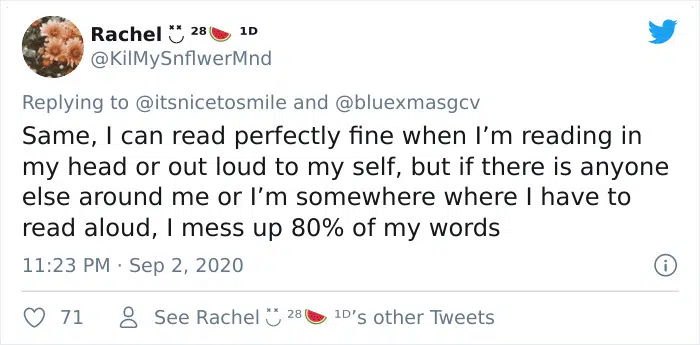 Rachel ¨̮ ²⁸🍉 ¹ᴰ
@KilMySnflwerMnd
Replying to @itsnicetosmile and @bluexmasgcv
Same, I can read perfectly fine when I’m reading in
my head or out loud to my self, but if there is anyone
else around me or I’m somewhere where I have to
read aloud, I mess up 80% of my words
11:23 PM · Sep 2, 2020
71
See Rachel ¨̮ ²⁸🍉 ¹ᴰ’s other Tweets